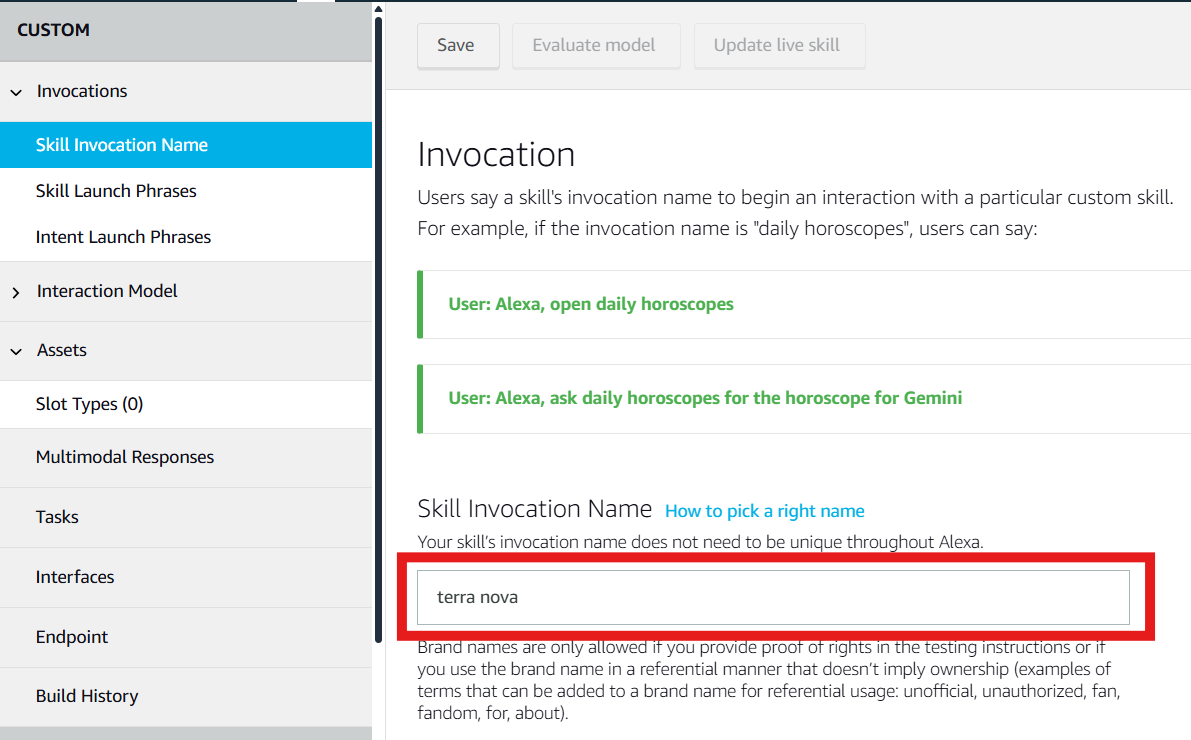 CUSTOM
Invocations
Skill Invocation Name
Skill Launch Phrases
Intent Launch Phrases
Interaction Model
Assets
Slot Types (0)
Multimodal Responses
Tasks
Interfaces
Endpoint
Build History
Save
Evaluate model
Update live skill
Invocation
Users say a skill's invocation name to begin an interaction with a particular custom skill.
For example, if the invocation name is "daily horoscopes", users can say:
User: Alexa, open daily horoscopes
User: Alexa, ask daily horoscopes for the horoscope for Gemini
Skill Invocation Name How to pick a right name
Your skill’s invocation name does not need to be unique throughout Alexa.
terra nova
Brand names are only allowed if you provide proof of rights in the testing instructions or if
you use the brand name in a referential manner that doesn’t imply ownership (examples of
terms that can be added to a brand name for referential usage: unofficial, unauthorized, fan,
fandom, for, about).